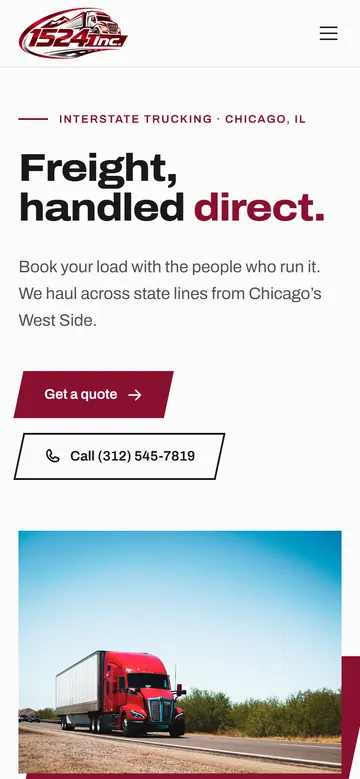 1524 Inc.
INTERSTATE TRUCKING · CHICAGO, IL
Freight,
handled direct.
Book your load with the people who run it.
We haul across state lines from Chicago’s
West Side.
Get a quote
Call (312) 545-7819